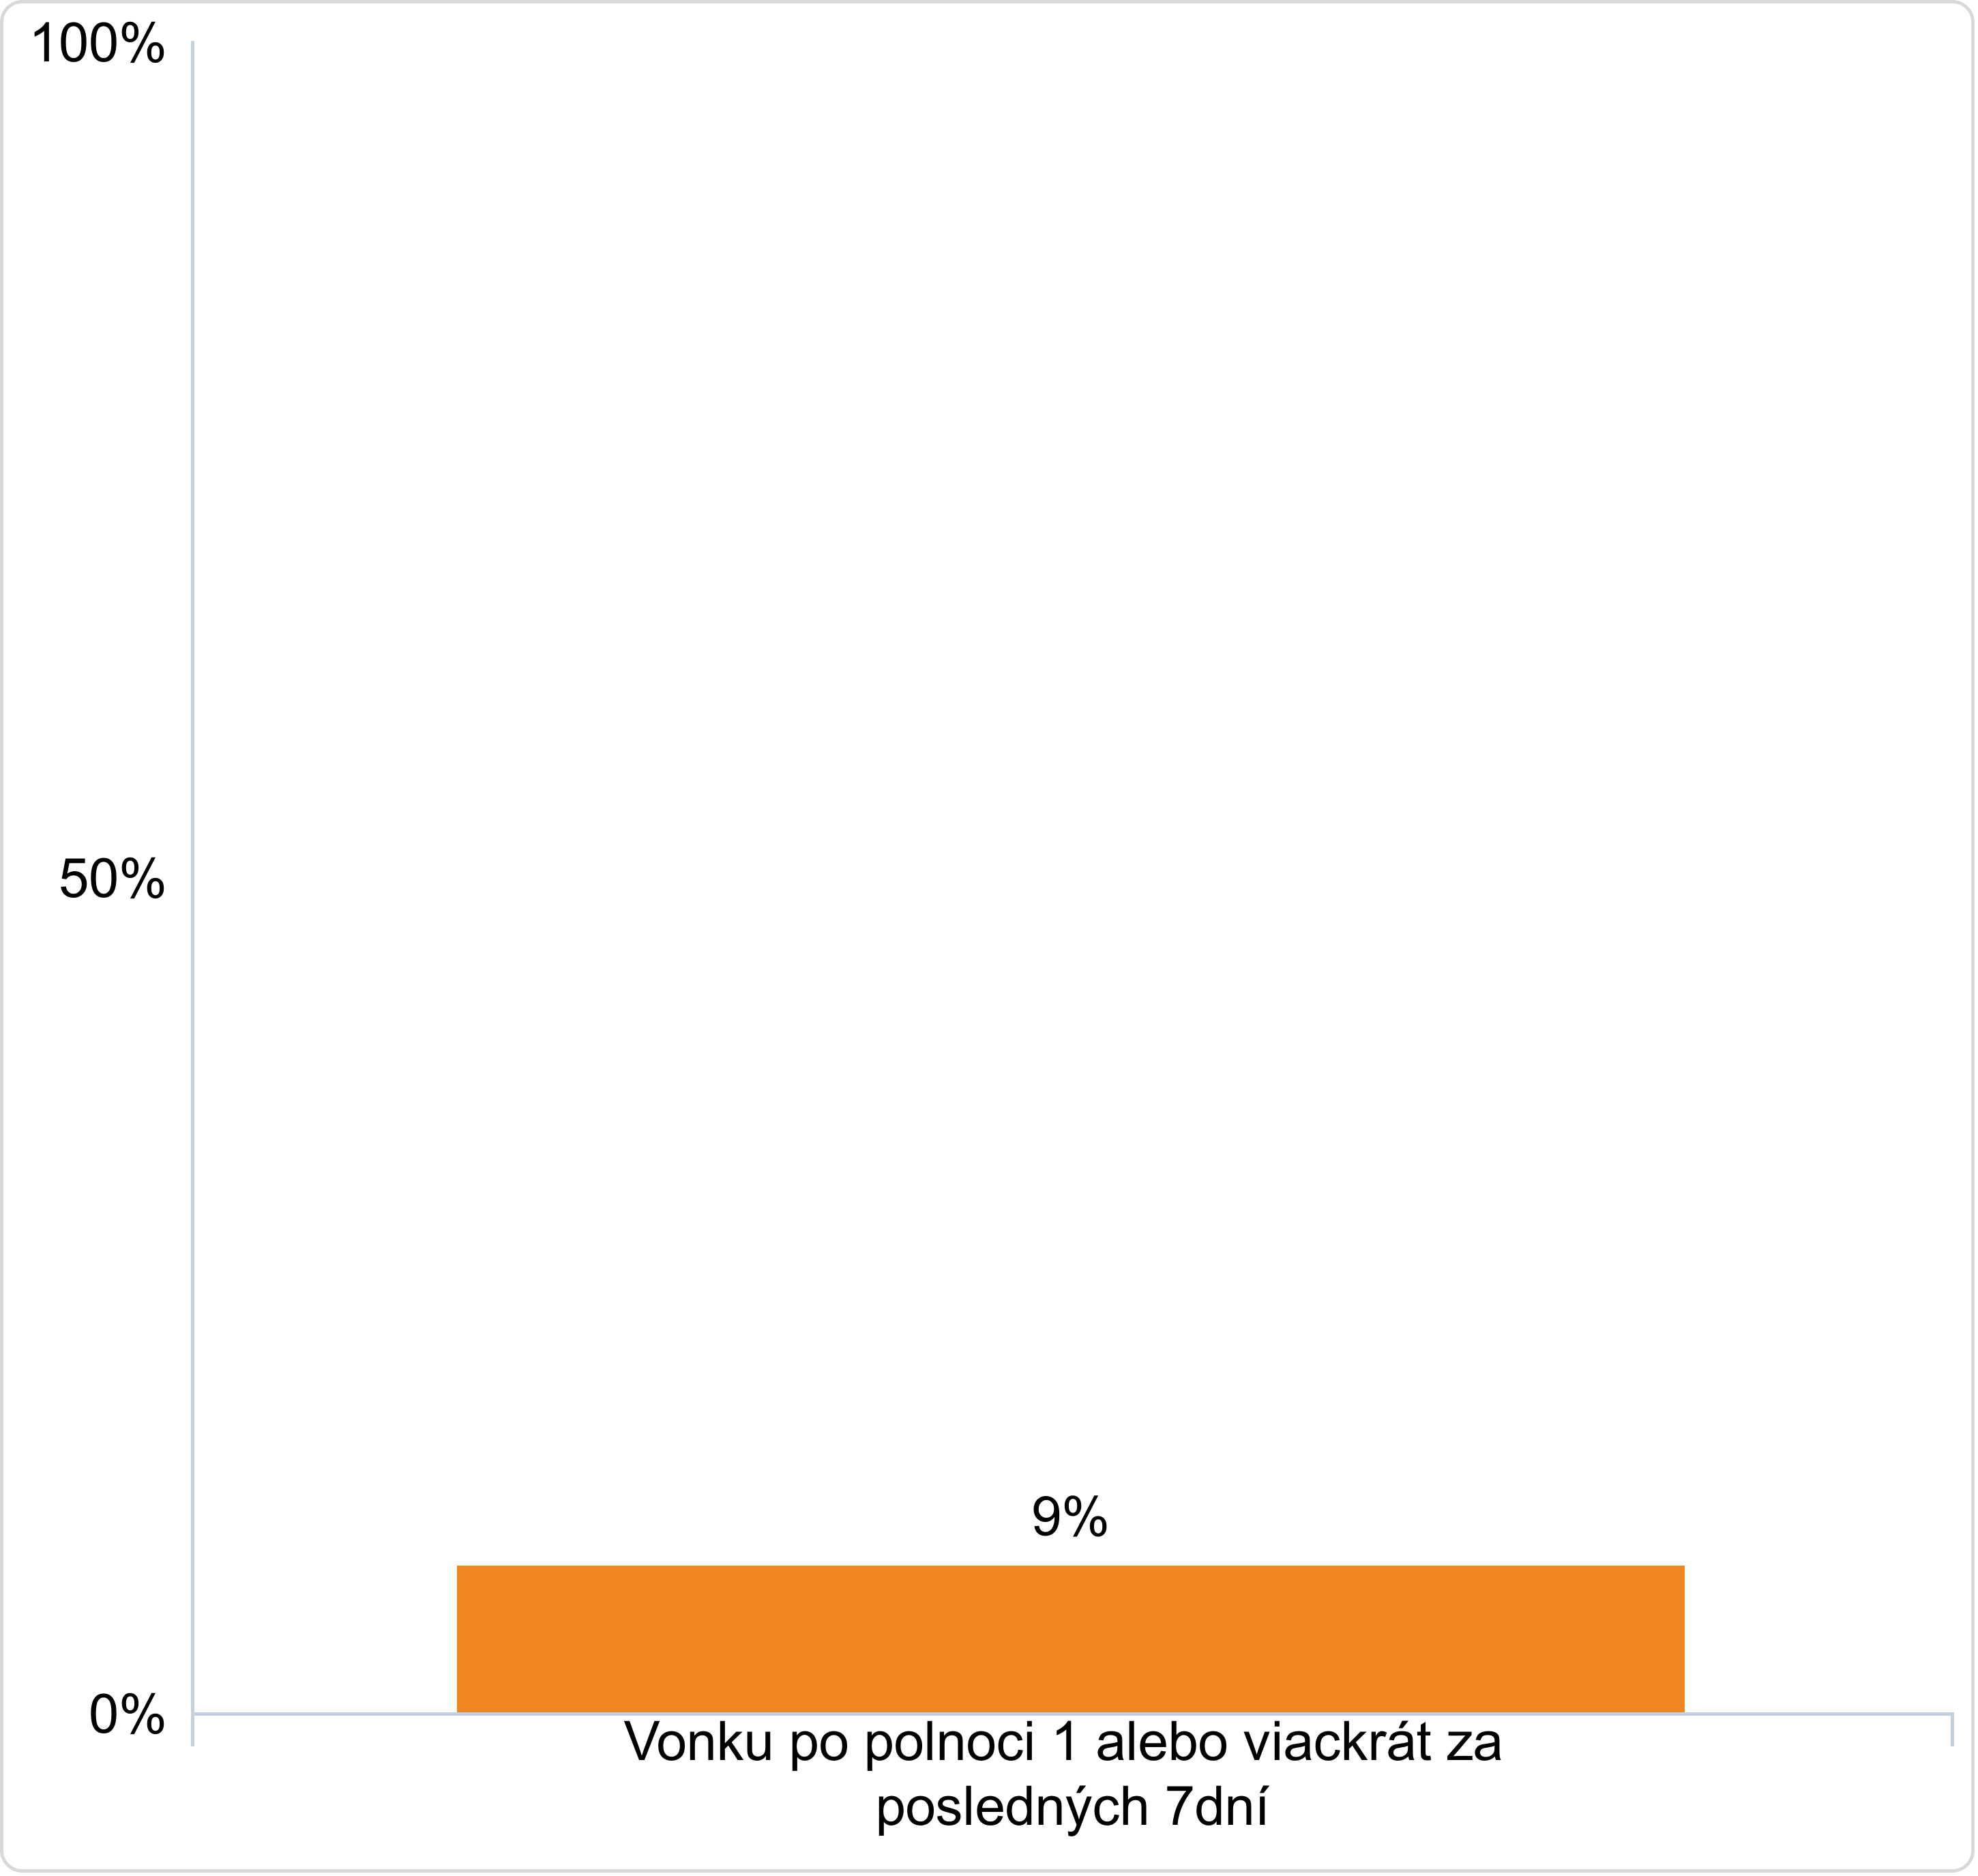 100%
50%
9%
0%
Vonku po polnoci 1 alebo viackrát za
posledných 7dní